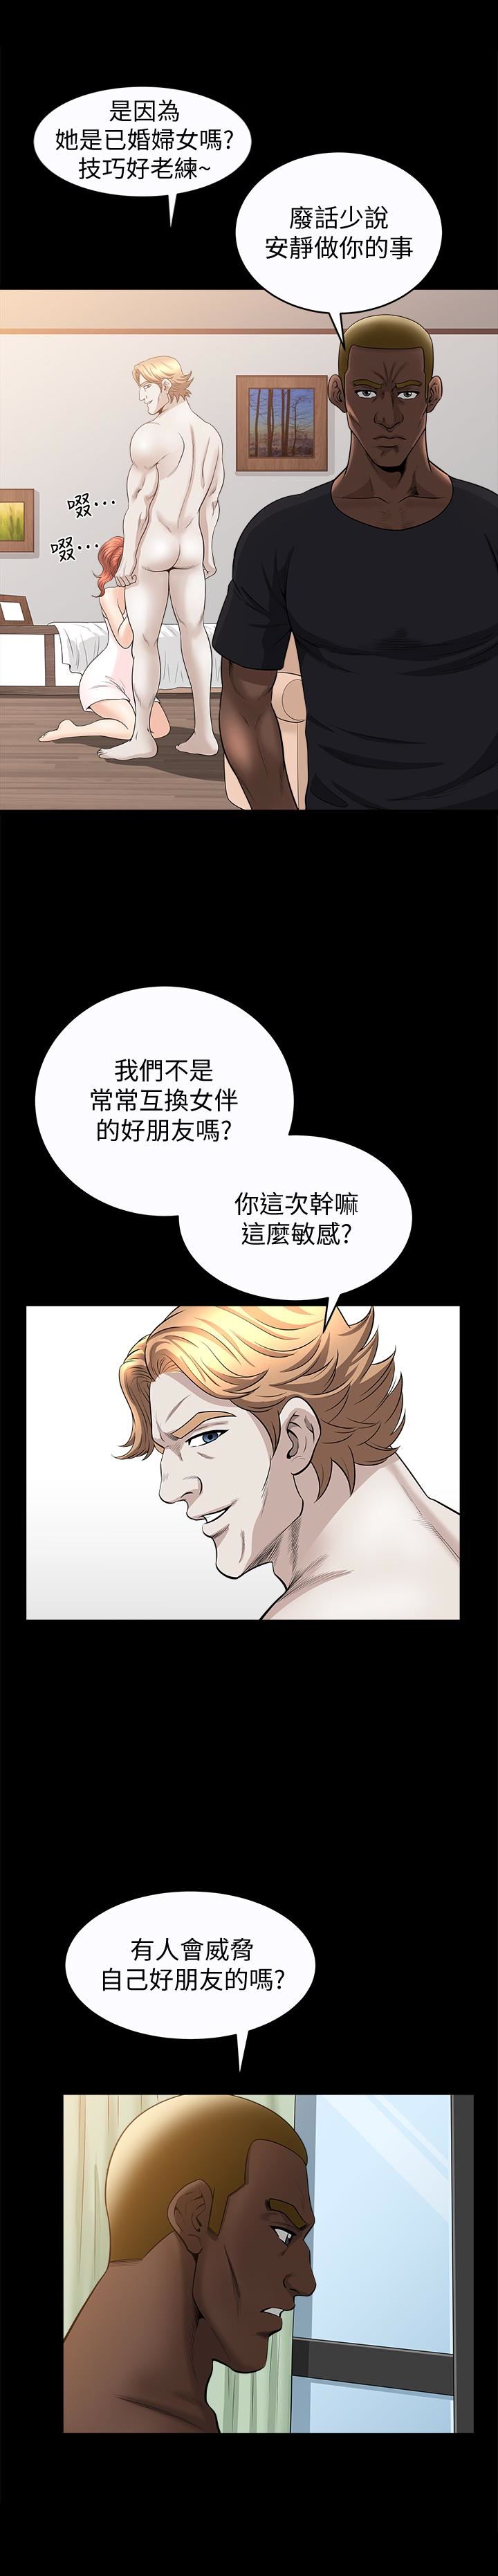 是因為
她是已婚婦女嗎?
技巧好老練~
廢話少說
安靜做你的事
啜…
啜…
我們不是
常常互換女伴
的好朋友嗎?
你這次幹嘛
這麼敏感?
有人會威脅
自己好朋友的嗎?